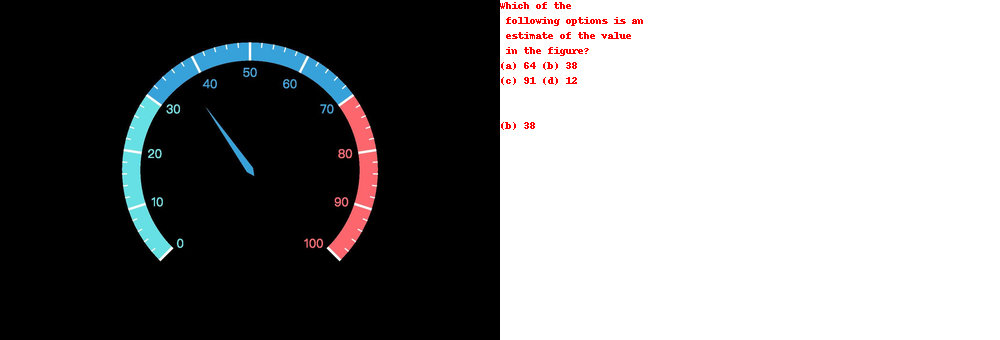 50
40
60
30
70
20
80
10
90
0
100
Which of the
following options is an
estimate of the value
in the figure?
(a) 64 (b) 38
(c) 91 (d) 12
(b) 38